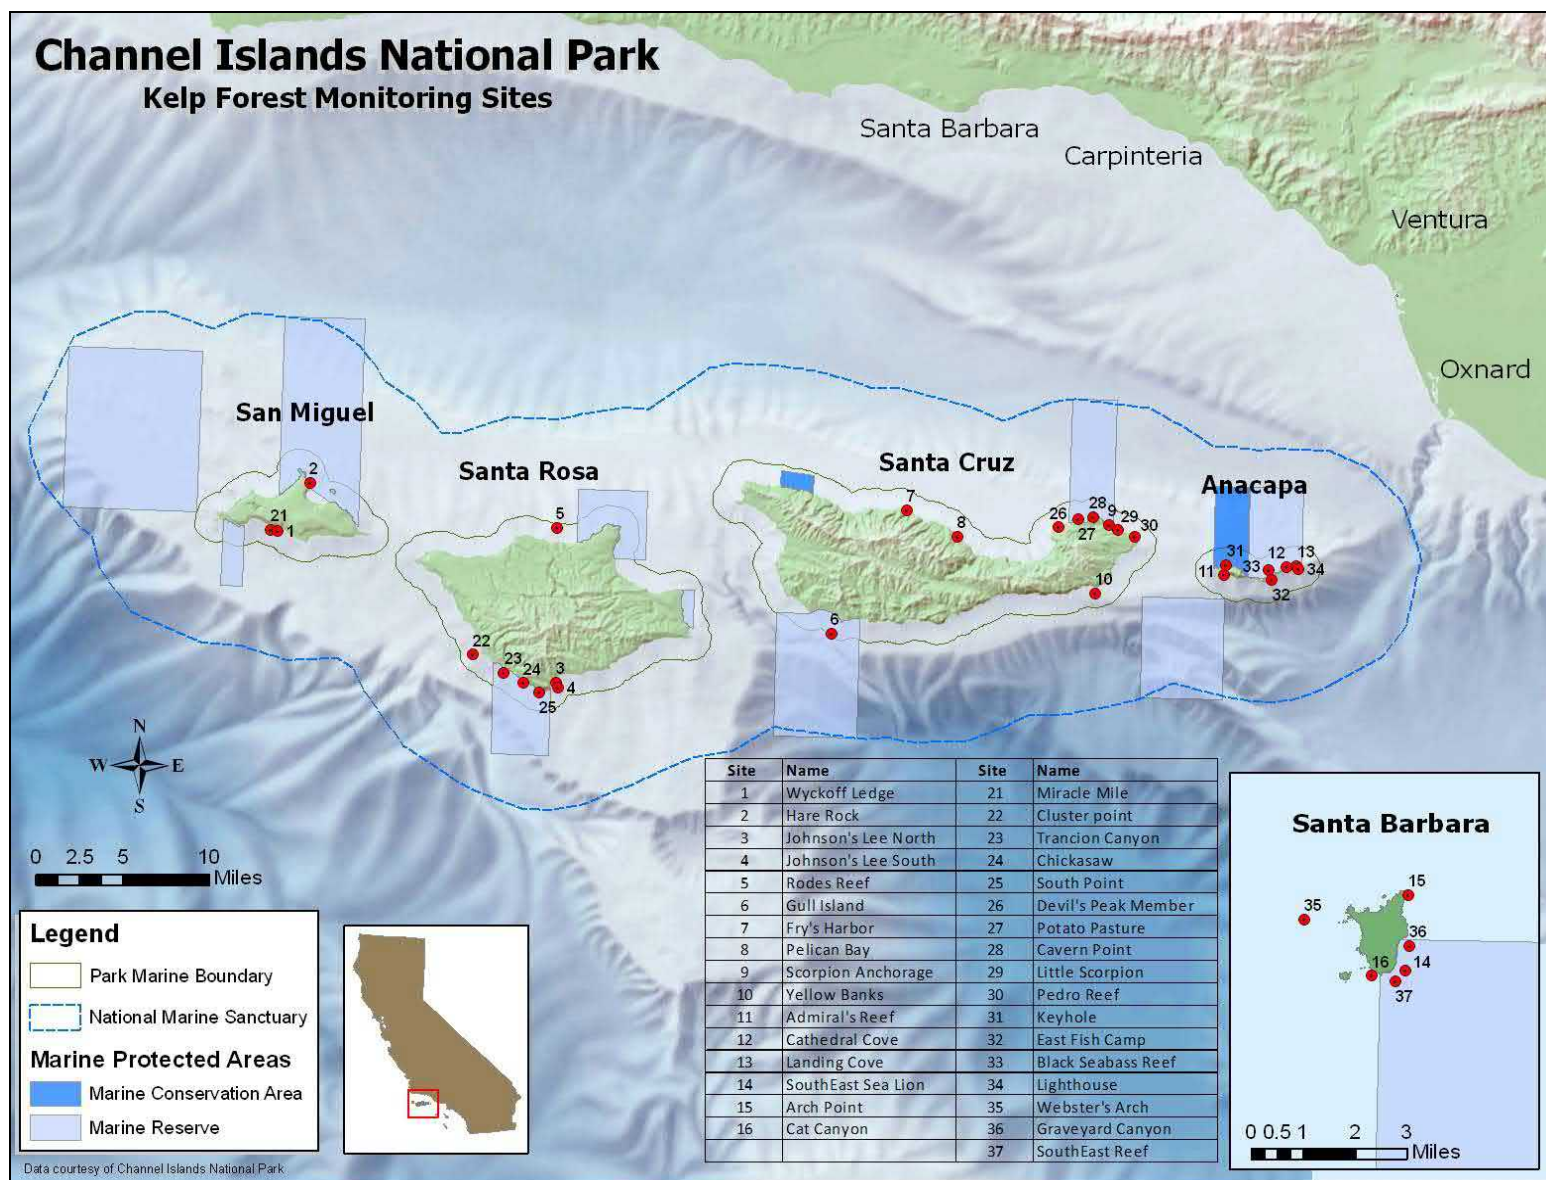 Channel Islands National Park
Kelp Forest Monitoring Sites
Santa Barbara
Carpinteria
Ventura
Oxnard
San Miguel
Santa Rosa
Santa Cruz
Anacapa
2
21
1
5
22
23
24
3
4
25
7
8
6
26
27
28
9
29
30
10
31
11
33
12
13
34
32
N
W E
S
0 2.5 5 10
Miles
Legend
Park Marine Boundary
National Marine Sanctuary
Marine Protected Areas
Marine Conservation Area
Marine Reserve
Data courtesy of Channel Islands National Park
Site Name Site Name
1 Wyckoff Ledge 21 Miracle Mile
2 Hare Rock 22 Cluster point
3 Johnson's Lee North 23 Trancion Canyon
4 Johnson's Lee South 24 Chickasaw
5 Rodes Reef 25 South Point
6 Gull Island 26 Devil's Peak Member
7 Fry's Harbor 27 Potato Pasture
8 Pelican Bay 28 Cavern Point
9 Scorpion Anchorage 29 Little Scorpion
10 Yellow Banks 30 Pedro Reef
11 Admiral's Reef 31 Keyhole
12 Cathedral Cove 32 East Fish Camp
13 Landing Cove 33 Black Seabass Reef
14 SouthEast Sea Lion 34 Lighthouse
15 Arch Point 35 Webster's Arch
16 Cat Canyon 36 Graveyard Canyon
37 SouthEast Reef
Santa Barbara
15
35
36
16
14
37
0 0.5 1 2 3
Miles